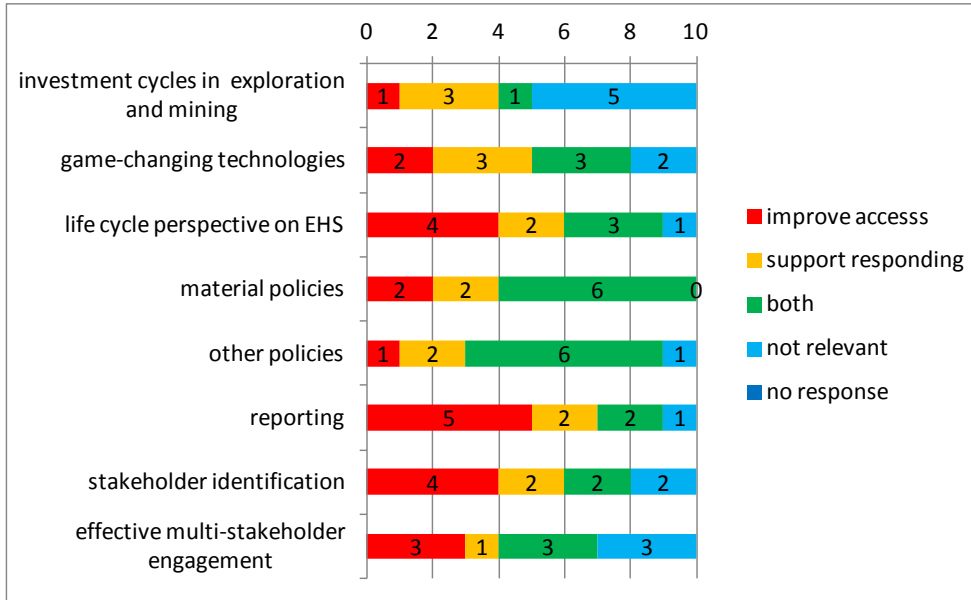 0 2 4 6 8 10
investment cycles in exploration
and mining
1 3 1 5
game-changing technologies
2 3 3 2
life cycle perspective on EHS
4 2 3 1
material policies
2 2 6 0
other policies
1 2 6 1
reporting
5 2 2 1
stakeholder identification
4 2 2 2
effective multi-stakeholder
engagement
3 1 3 3
improve accesss
support responding
both
not relevant
no response